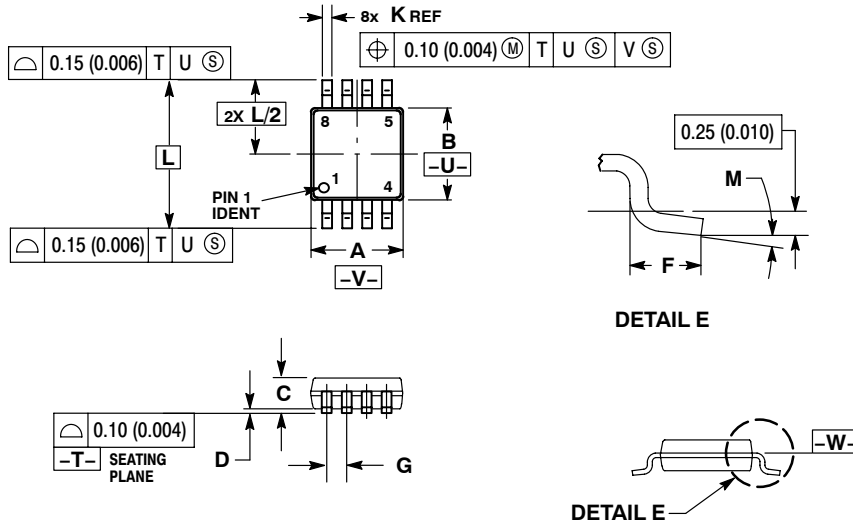 8x K REF
⌖ 0.10 (0.004) Ⓜ T U Ⓢ V Ⓢ
⌓ 0.15 (0.006) T U Ⓢ
2X L/2
8 5
B
-U-
L
PIN 1
IDENT
1
4
⌓ 0.15 (0.006) T U Ⓢ
A
-V-
0.25 (0.010)
M
F
DETAIL E
C
⌓ 0.10 (0.004)
-T- SEATING
PLANE
D
G
-W-
DETAIL E